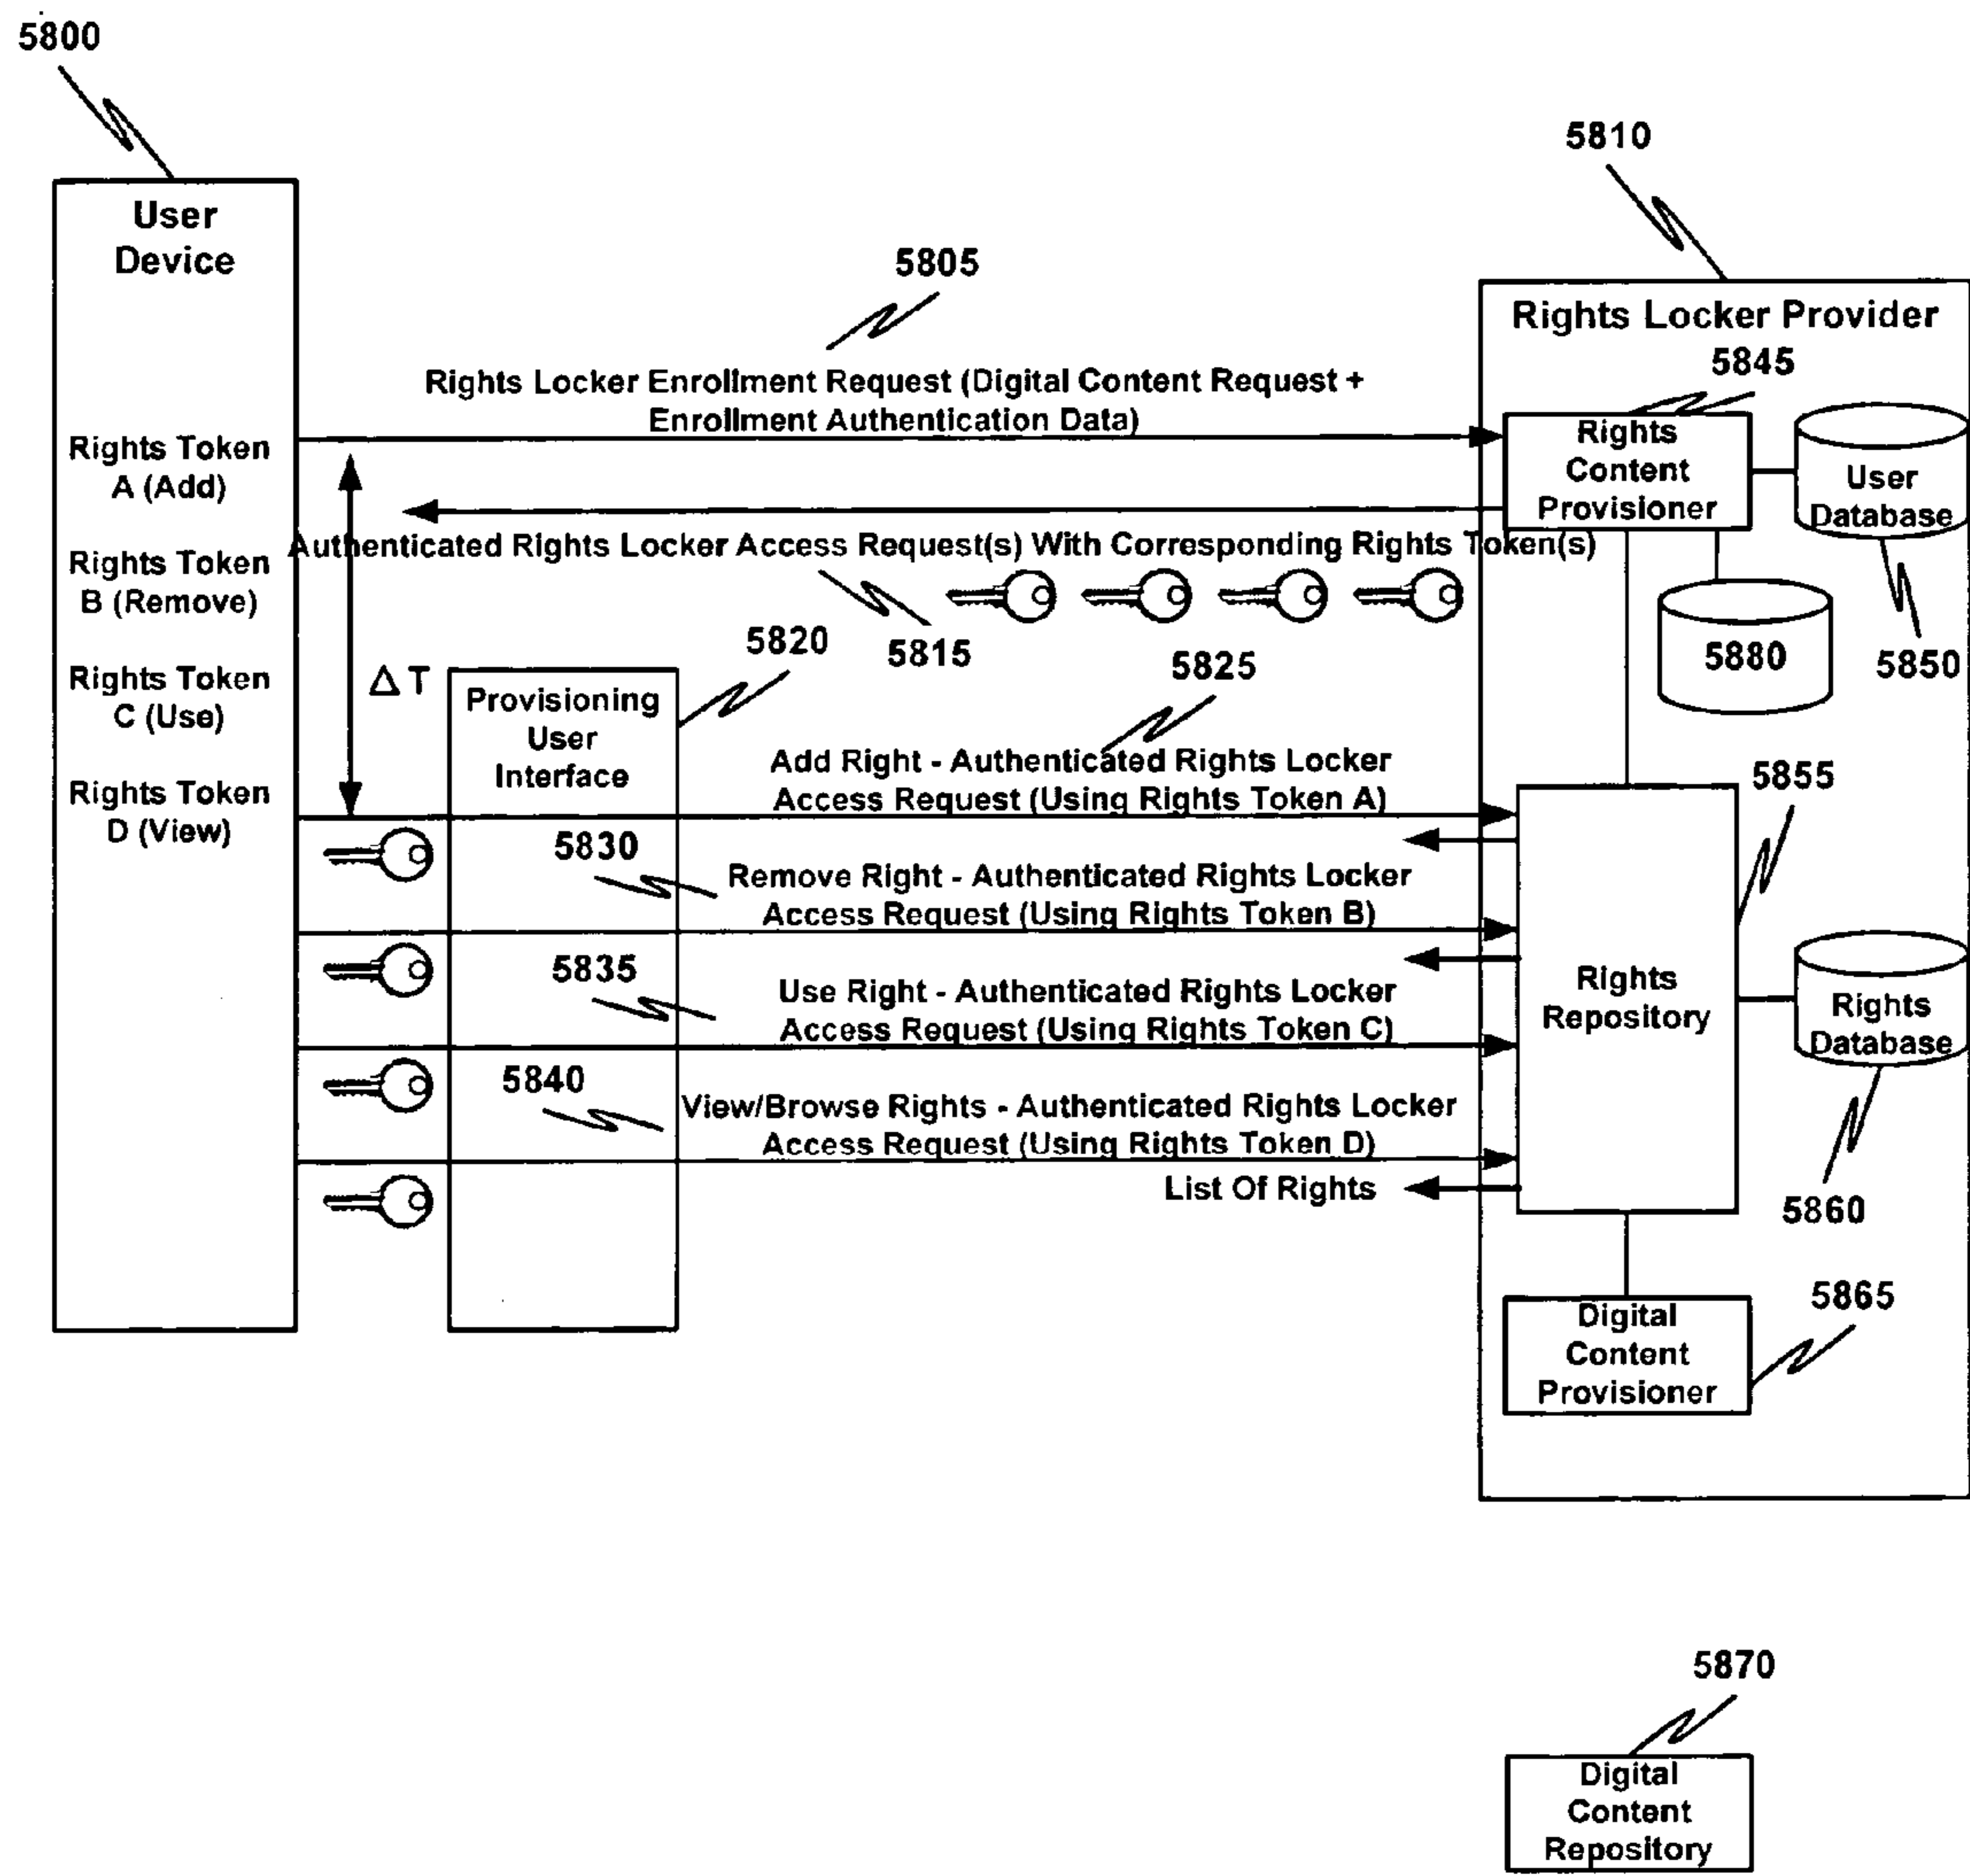 5800
5810
User
Device
5805
Rights Locker Provider
5845
Rights Locker Enrollment Request (Digital Content Request +
Enrollment Authentication Data)
Rights
Content
Provisioner
User
Database
Rights Token
A (Add)
Authenticated Rights Locker Access Request(s) With Corresponding Rights Token(s)
Rights Token
B (Remove)
5815
5820
5825
5880
5850
Rights Token
C (Use)
Δ T
Provisioning
User
Interface
Add Right - Authenticated Rights Locker
Access Request (Using Rights Token A)
5855
Rights Token
D (View)
5830
Remove Right - Authenticated Rights Locker
Access Request (Using Rights Token B)
5835
Use Right - Authenticated Rights Locker
Access Request (Using Rights Token C)
Rights
Repository
Rights
Database
5840
View/Browse Rights - Authenticated Rights Locker
Access Request (Using Rights Token D)
List Of Rights
5860
5865
Digital
Content
Provisioner
5870
Digital
Content
Repository